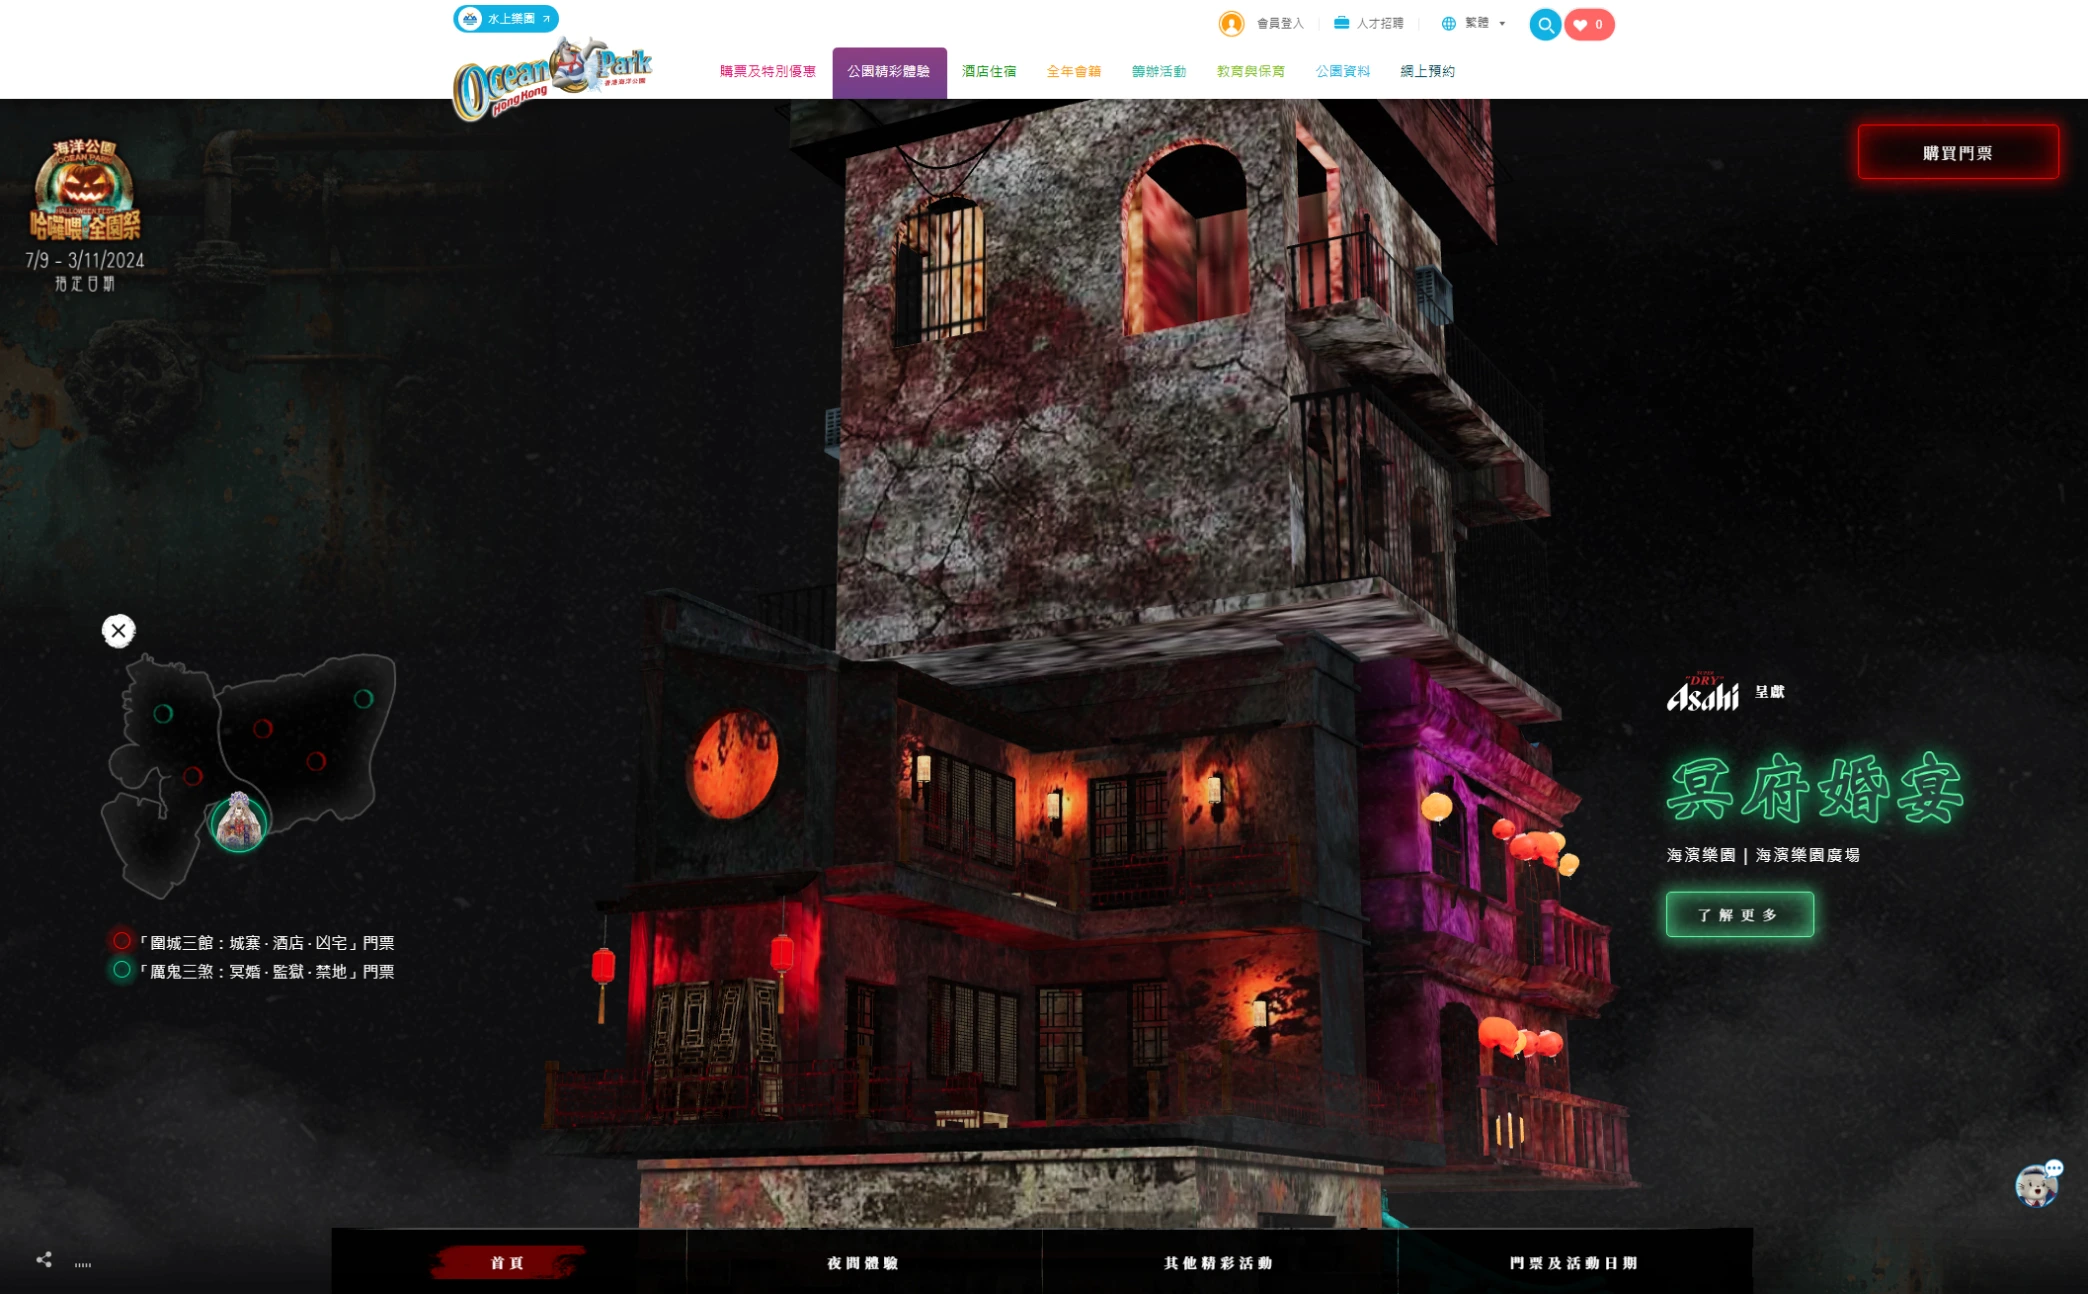 水上樂園
會員登入
人才招聘
繁體
0
Ocean Park
Hong Kong
香港海洋公園
購票及特別優惠
公園精彩體驗
酒店住宿
全年會籍
籌辦活動
教育與保育
公園資料
網上預約
海洋公園
OCEAN PARK
HALLOWEEN FEST
哈囉喂全園祭
7/9 - 3/11/2024
指定日期
購買門票
SUPER
"DRY"
Asahi
呈獻
冥府婚宴
海濱樂園 | 海濱樂園廣場
了解更多
「圍城三館：城寨·酒店·凶宅」門票
「厲鬼三煞：冥婚·監獄·禁地」門票
首頁
夜間體驗
其他精彩活動
門票及活動日期